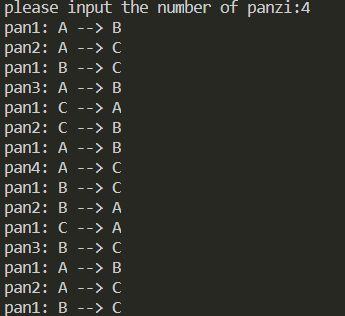 please input the number of panzi:4
pan1: A --> B
pan2: A --> C
pan1: B --> C
pan3: A --> B
pan1: C --> A
pan2: C --> B
pan1: A --> B
pan4: A --> C
pan1: B --> C
pan2: B --> A
pan1: C --> A
pan3: B --> C
pan1: A --> B
pan2: A --> C
pan1: B --> C